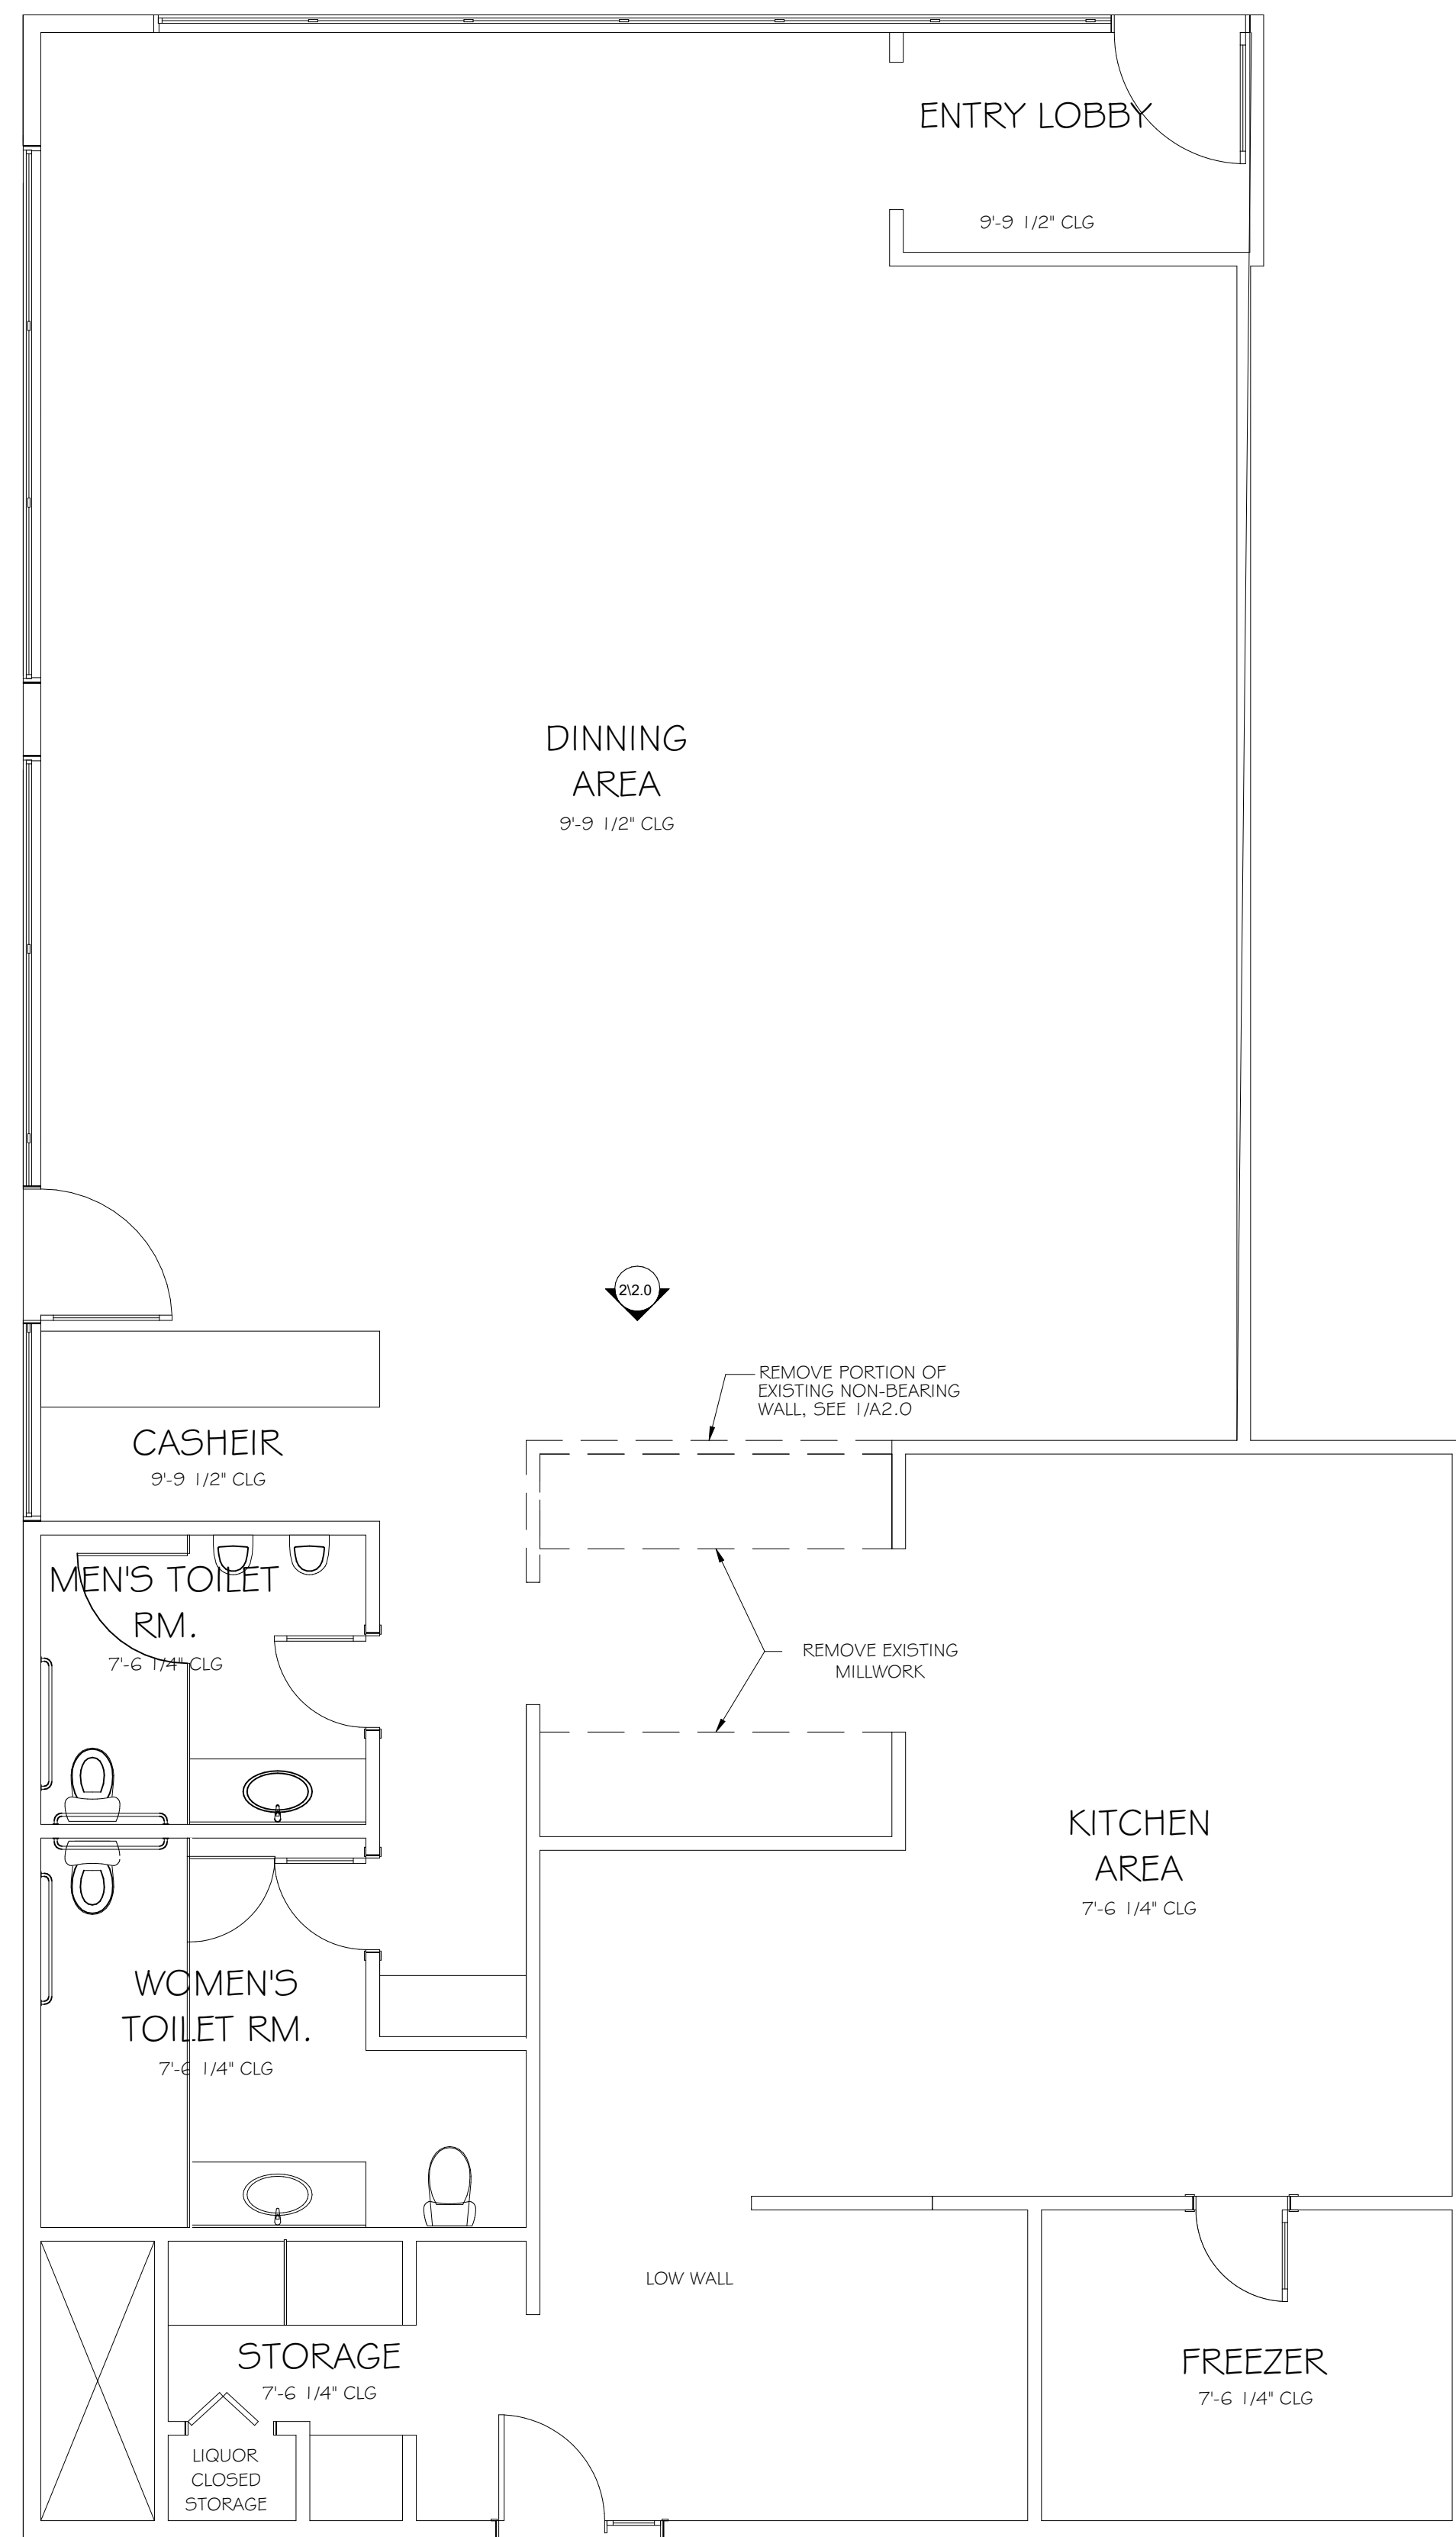 ENTRY LOBBY
9'-9 1/2" CLG
DINNING
AREA
9'-9 1/2" CLG
2\2.0
REMOVE PORTION OF
EXISTING NON-BEARING
WALL, SEE 1/A2.0
CASHEIR
9'-9 1/2" CLG
MEN'S TOILET
RM.
7'-6 1/4" CLG
REMOVE EXISTING
MILLWORK
KITCHEN
AREA
7'-6 1/4" CLG
WOMEN'S
TOILET RM.
7'-6 1/4" CLG
LOW WALL
STORAGE
7'-6 1/4" CLG
FREEZER
7'-6 1/4" CLG
LIQUOR
CLOSED
STORAGE